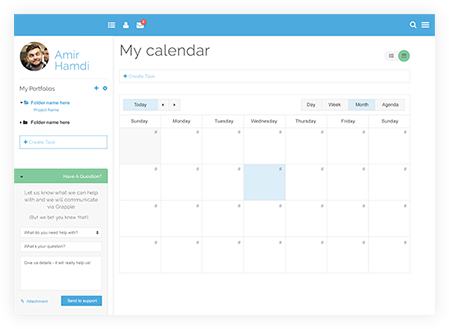 Amir
Hamdi
My calendar
My Portfolios
Create Task
Folder name here
Project Name
Folder name here
Create Task
Today
Day
Week
Month
Agenda
Sunday
Monday
Tuesday
Wednesday
Thursday
Friday
Sunday
Have A Question?
Let us know what we can help
with and we will communicate
via Grapple
(But we bet you knew that!)
What do you need help with?
What's your question?
Give us details - it will really help us!
Attachment
Send to support